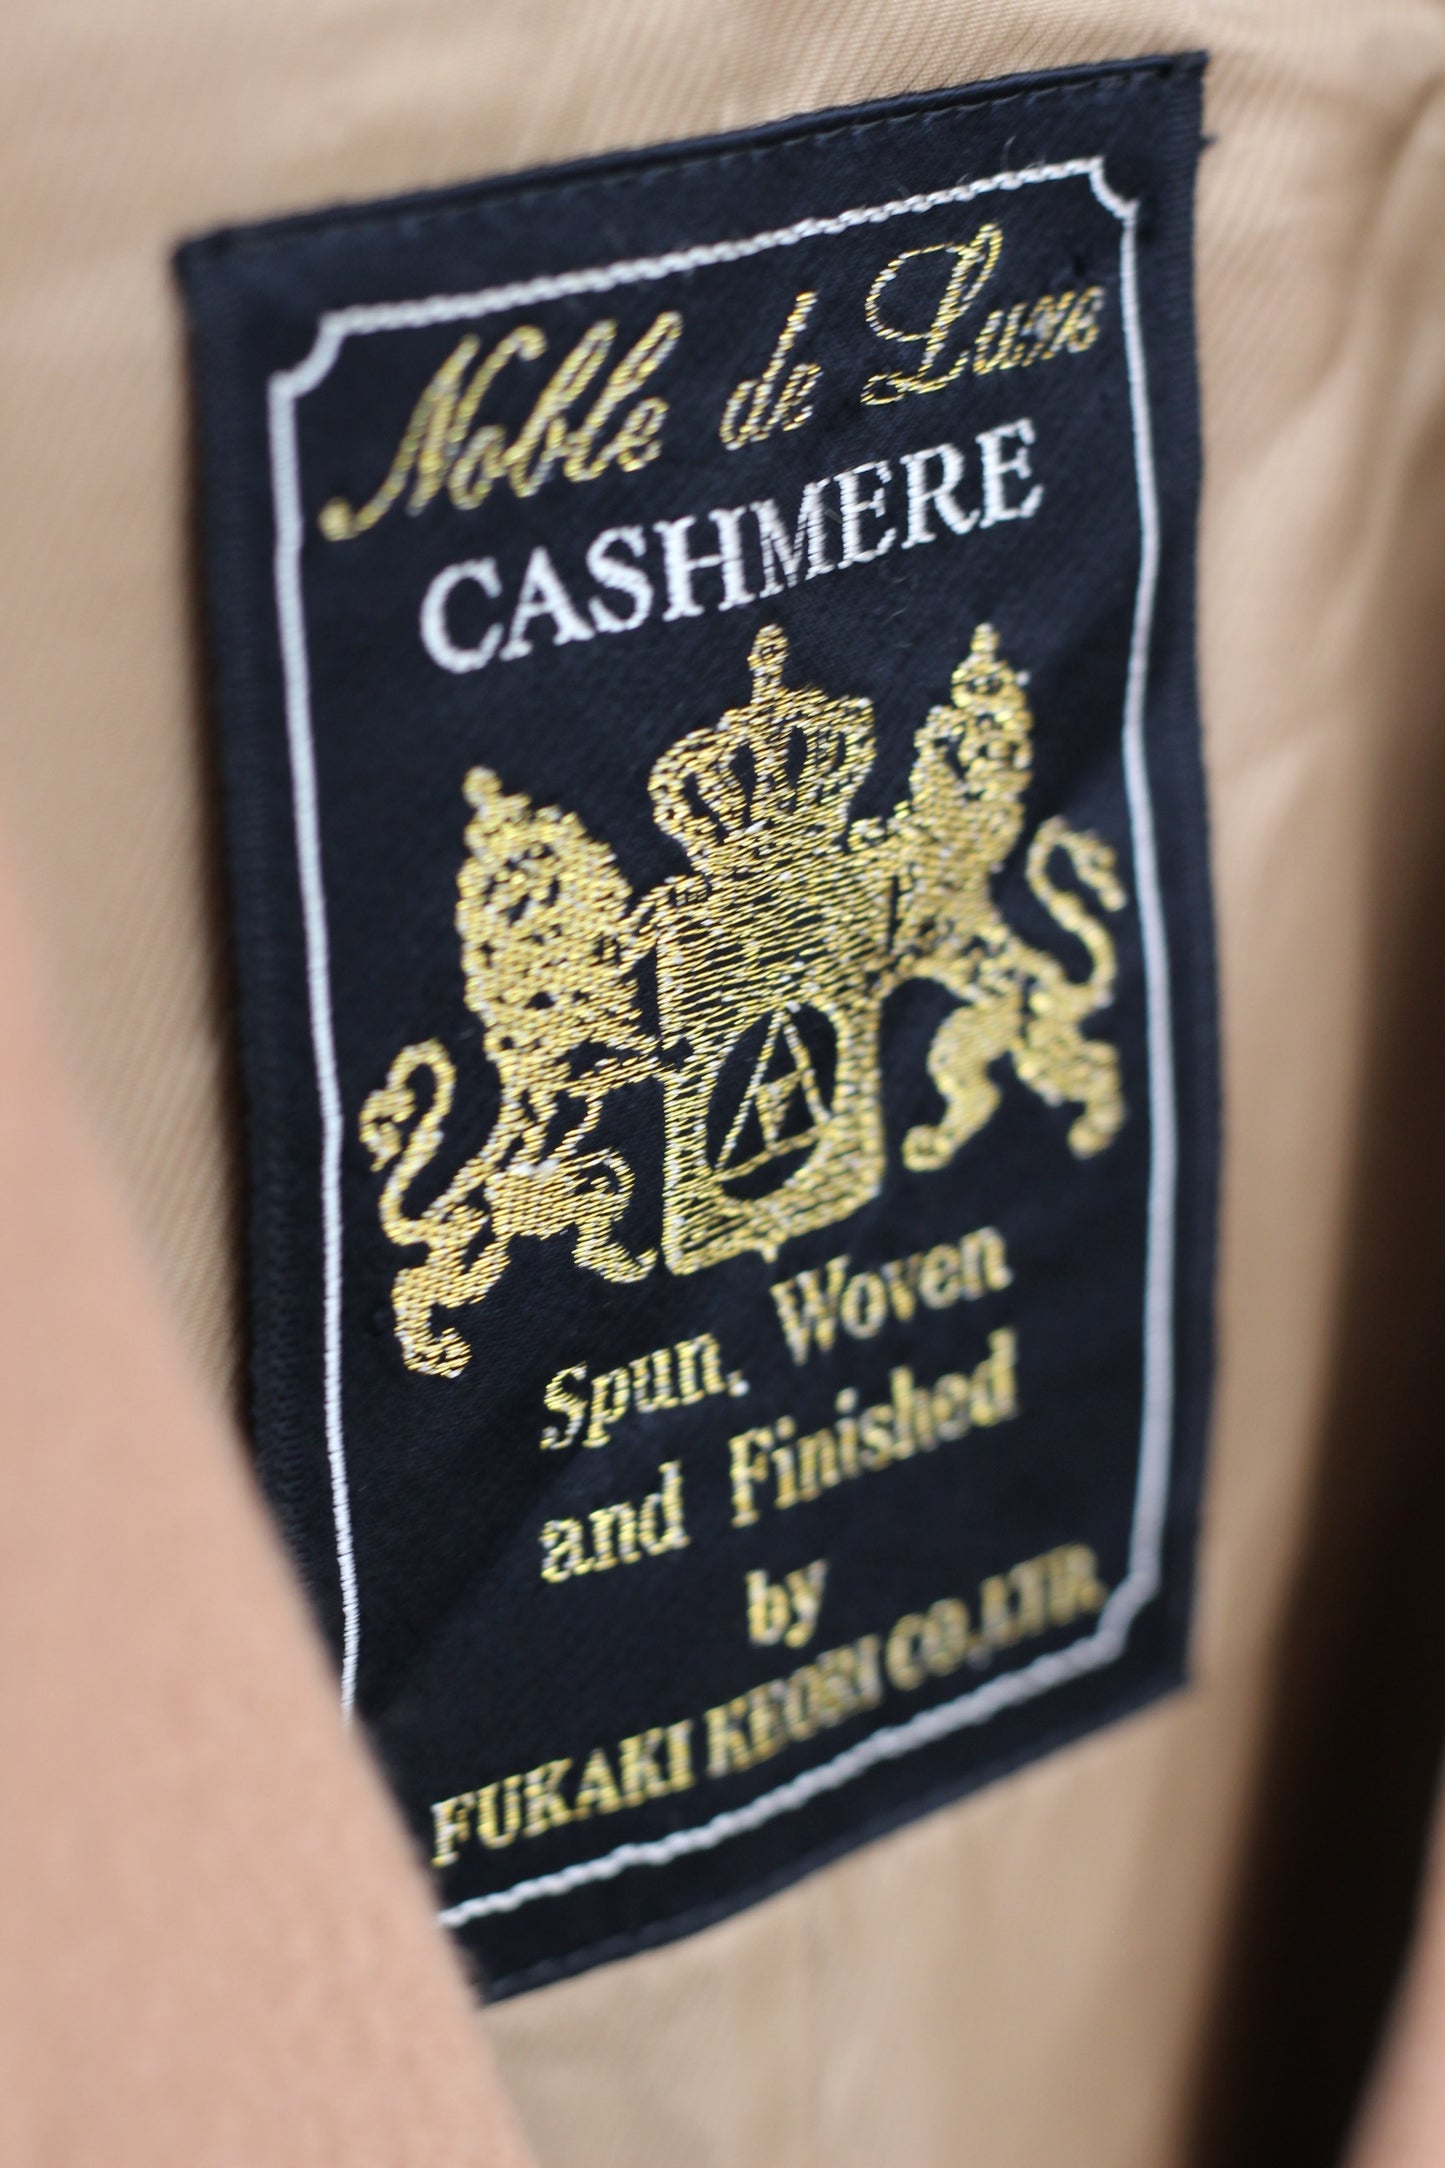 Noble de Luxe
CASHMERE
Spun, Woven
and Finished
by
FUKAKI KEORI CO.,LTD.